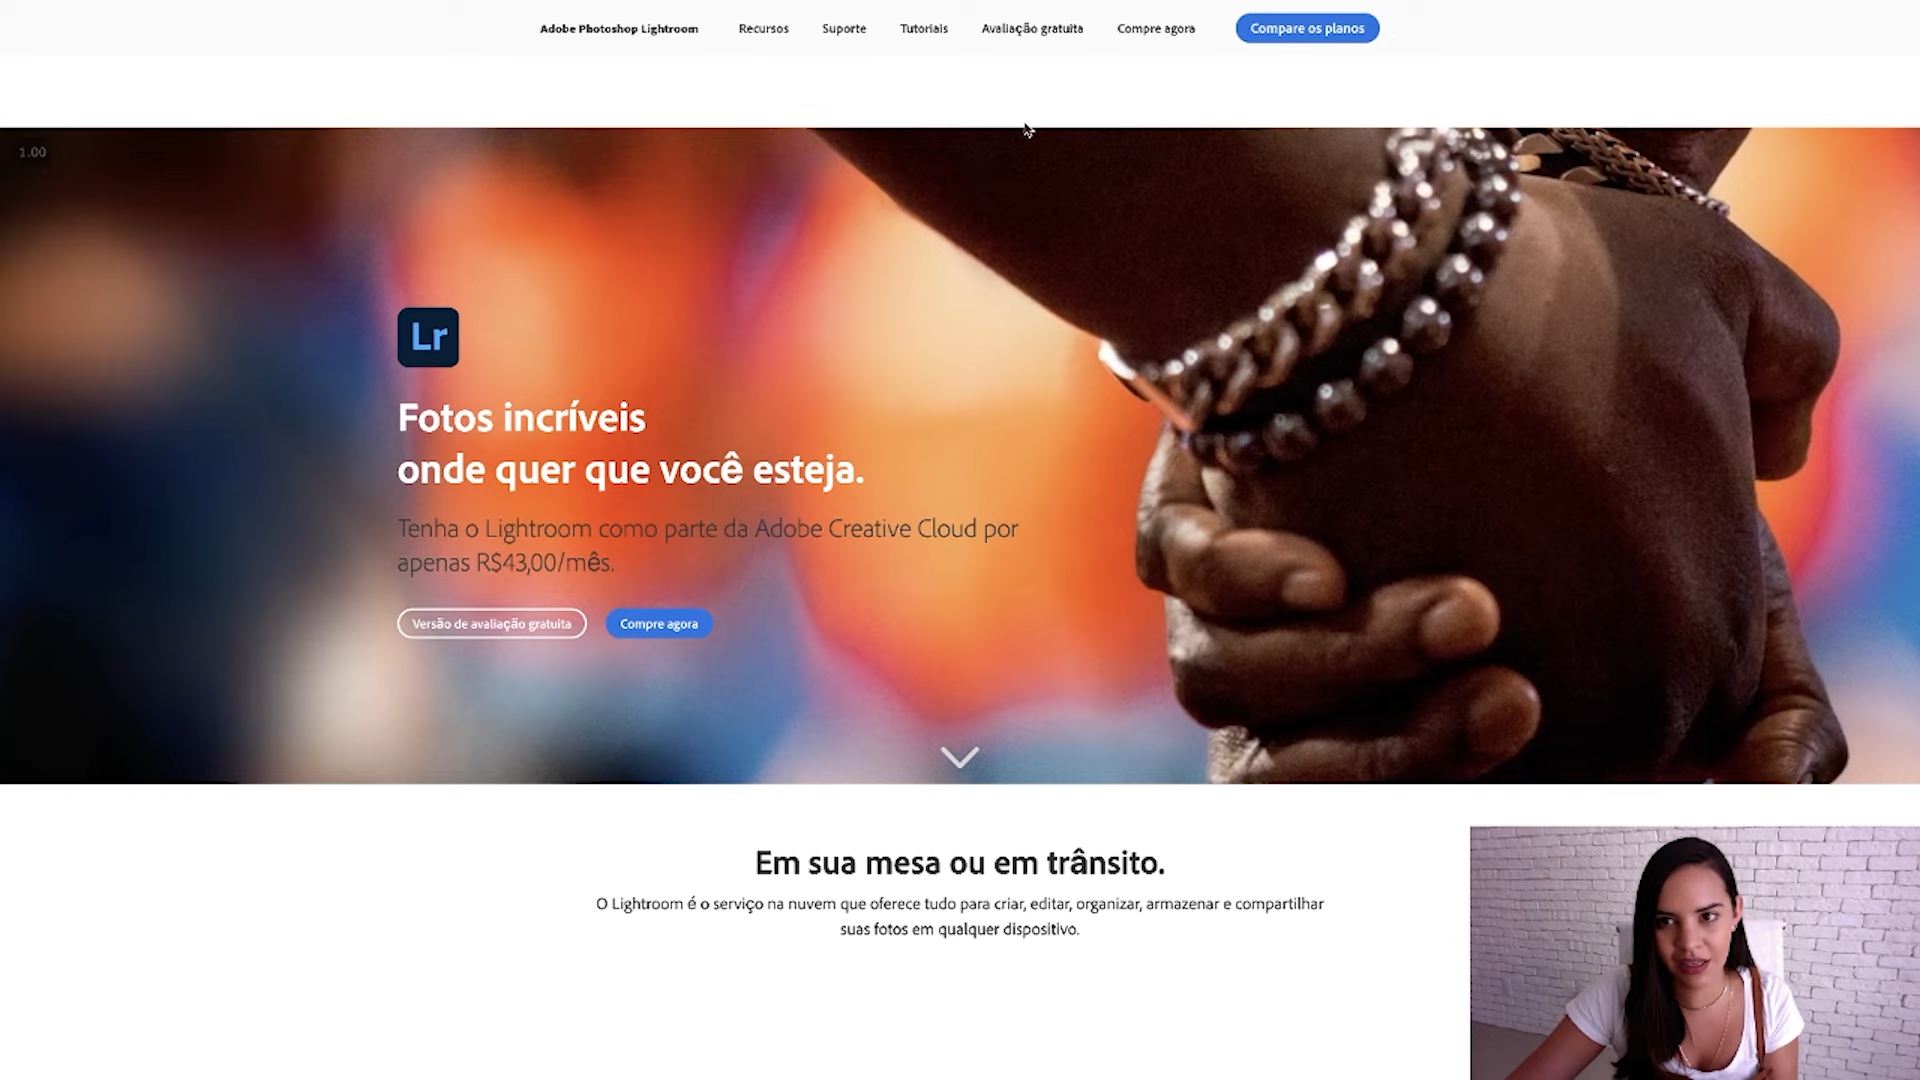 Adobe Photoshop Lightroom Recursos Suporte Tutoriais Avaliação gratuita Compre agora Compare os planos
1.00
Lr
Fotos incríveis
onde quer que você esteja.
Tenha o Lightroom como parte da Adobe Creative Cloud por
apenas R$43,00/mês.
Versão de avaliação gratuita Compre agora
Em sua mesa ou em trânsito.
O Lightroom é o serviço na nuvem que oferece tudo para criar, editar, organizar, armazenar e compartilhar
suas fotos em qualquer dispositivo.